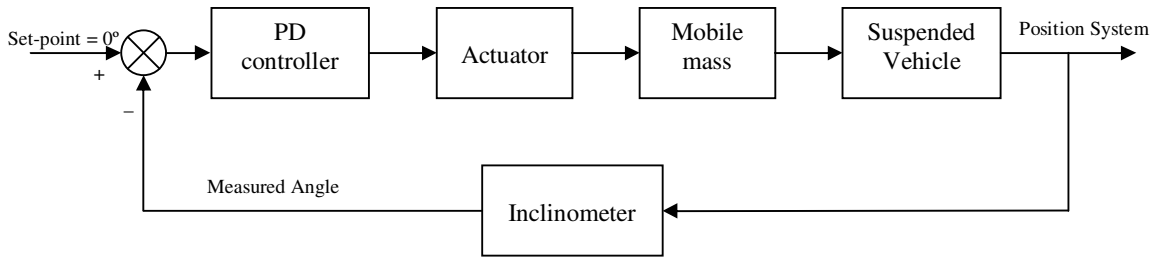 Set-point = 0º
+
−
PD
controller
Actuator
Mobile
mass
Suspended
Vehicle
Position System
Measured Angle
Inclinometer